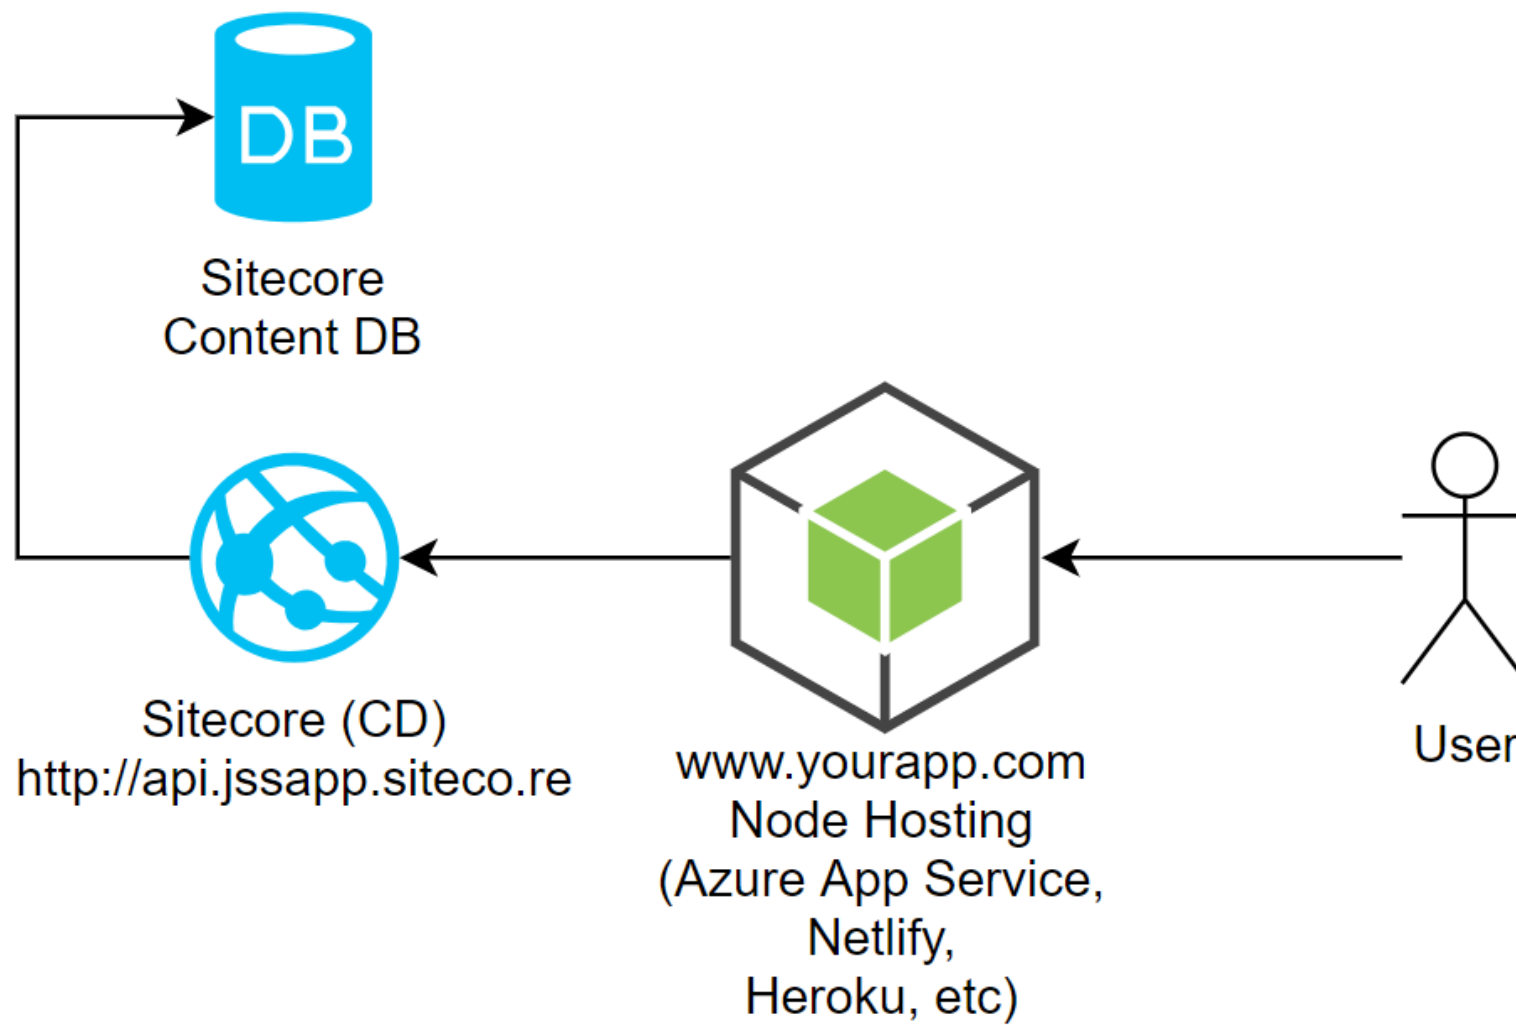 DB
Sitecore
Content DB
Sitecore (CD)
http://api.jssapp.siteco.re
www.yourapp.com
Node Hosting
(Azure App Service,
Netlify,
Heroku, etc)
User